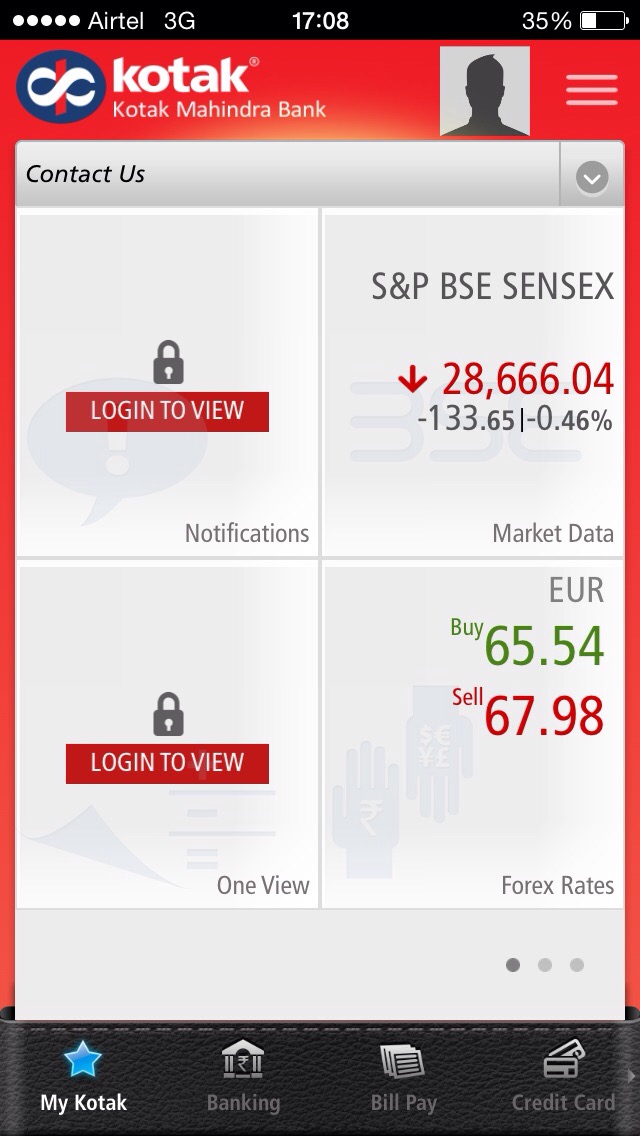 Airtel 3G 17:08 35%
kotak®
Kotak Mahindra Bank
Contact Us
LOGIN TO VIEW
Notifications
S&P BSE SENSEX
28,666.04
-133.65|-0.46%
BSE
Market Data
LOGIN TO VIEW
One View
EUR
Buy 65.54
Sell 67.98
$€
¥£
₹
Forex Rates
My Kotak
₹
Banking
Bill Pay
Credit Card